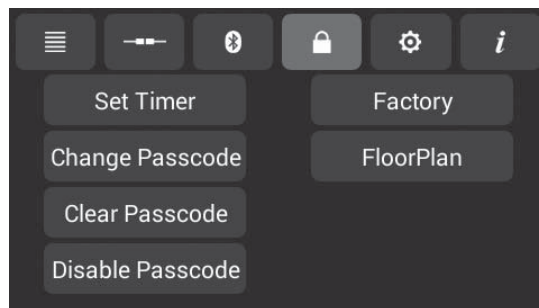 i
Set Timer
Factory
Change Passcode
FloorPlan
Clear Passcode
Disable Passcode